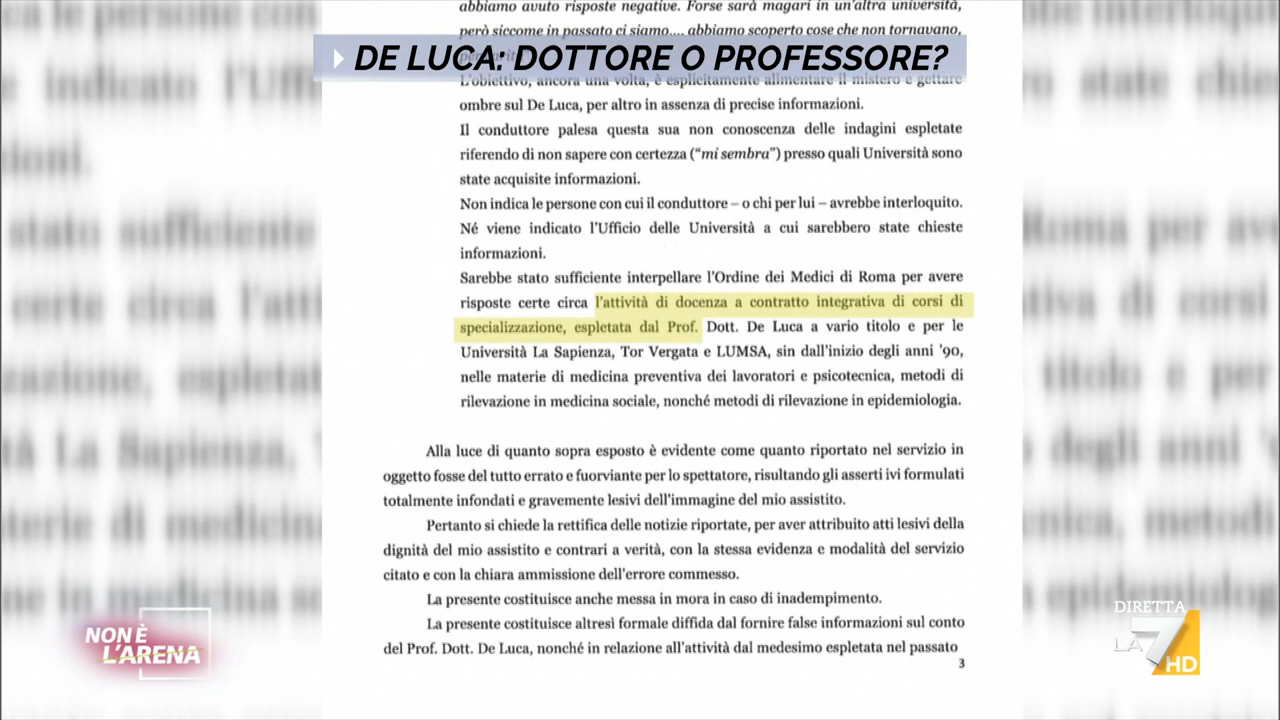 abbiamo avuto risposte negative. Forse sarà magari in un'altra università,
però siccome in passato ci siamo.... abbiamo scoperto cose che non tornavano,
DE LUCA: DOTTORE O PROFESSORE?
L'obiettivo, ancora una volta, è esplicitamente alimentare il mistero e gettare
ombre sul De Luca, per altro in assenza di precise informazioni.
Il conduttore palesa questa sua non conoscenza delle indagini espletate
riferendo di non sapere con certezza ("mi sembra") presso quali Università sono
state acquisite informazioni.
Non indica le persone con cui il conduttore – o chi per lui – avrebbe interloquito.
Né viene indicato l'Ufficio delle Università a cui sarebbero state chieste
informazioni.
Sarebbe stato sufficiente interpellare l'Ordine dei Medici di Roma per avere
risposte certe circa l'attività di docenza a contratto integrativa di corsi di
specializzazione, espletata dal Prof. Dott. De Luca a vario titolo e per le
Università La Sapienza, Tor Vergata e LUMSA, sin dall'inizio degli anni '90,
nelle materie di medicina preventiva dei lavoratori e psicotecnica, metodi di
rilevazione in medicina sociale, nonché metodi di rilevazione in epidemiologia.
Alla luce di quanto sopra esposto è evidente come quanto riportato nel servizio in
oggetto fosse del tutto errato e fuorviante per lo spettatore, risultando gli asserti ivi formulati
totalmente infondati e gravemente lesivi dell'immagine del mio assistito.
Pertanto si chiede la rettifica delle notizie riportate, per aver attribuito atti lesivi della
dignità del mio assistito e contrari a verità, con la stessa evidenza e modalità del servizio
citato e con la chiara ammissione dell'errore commesso.
La presente costituisce anche messa in mora in caso di inadempimento.
La presente costituisce altresì formale diffida dal fornire false informazioni sul conto
del Prof. Dott. De Luca, nonché in relazione all'attività dal medesimo espletata nel passato
3
NON È
L'ARENA
DIRETTA
LA 7 HD